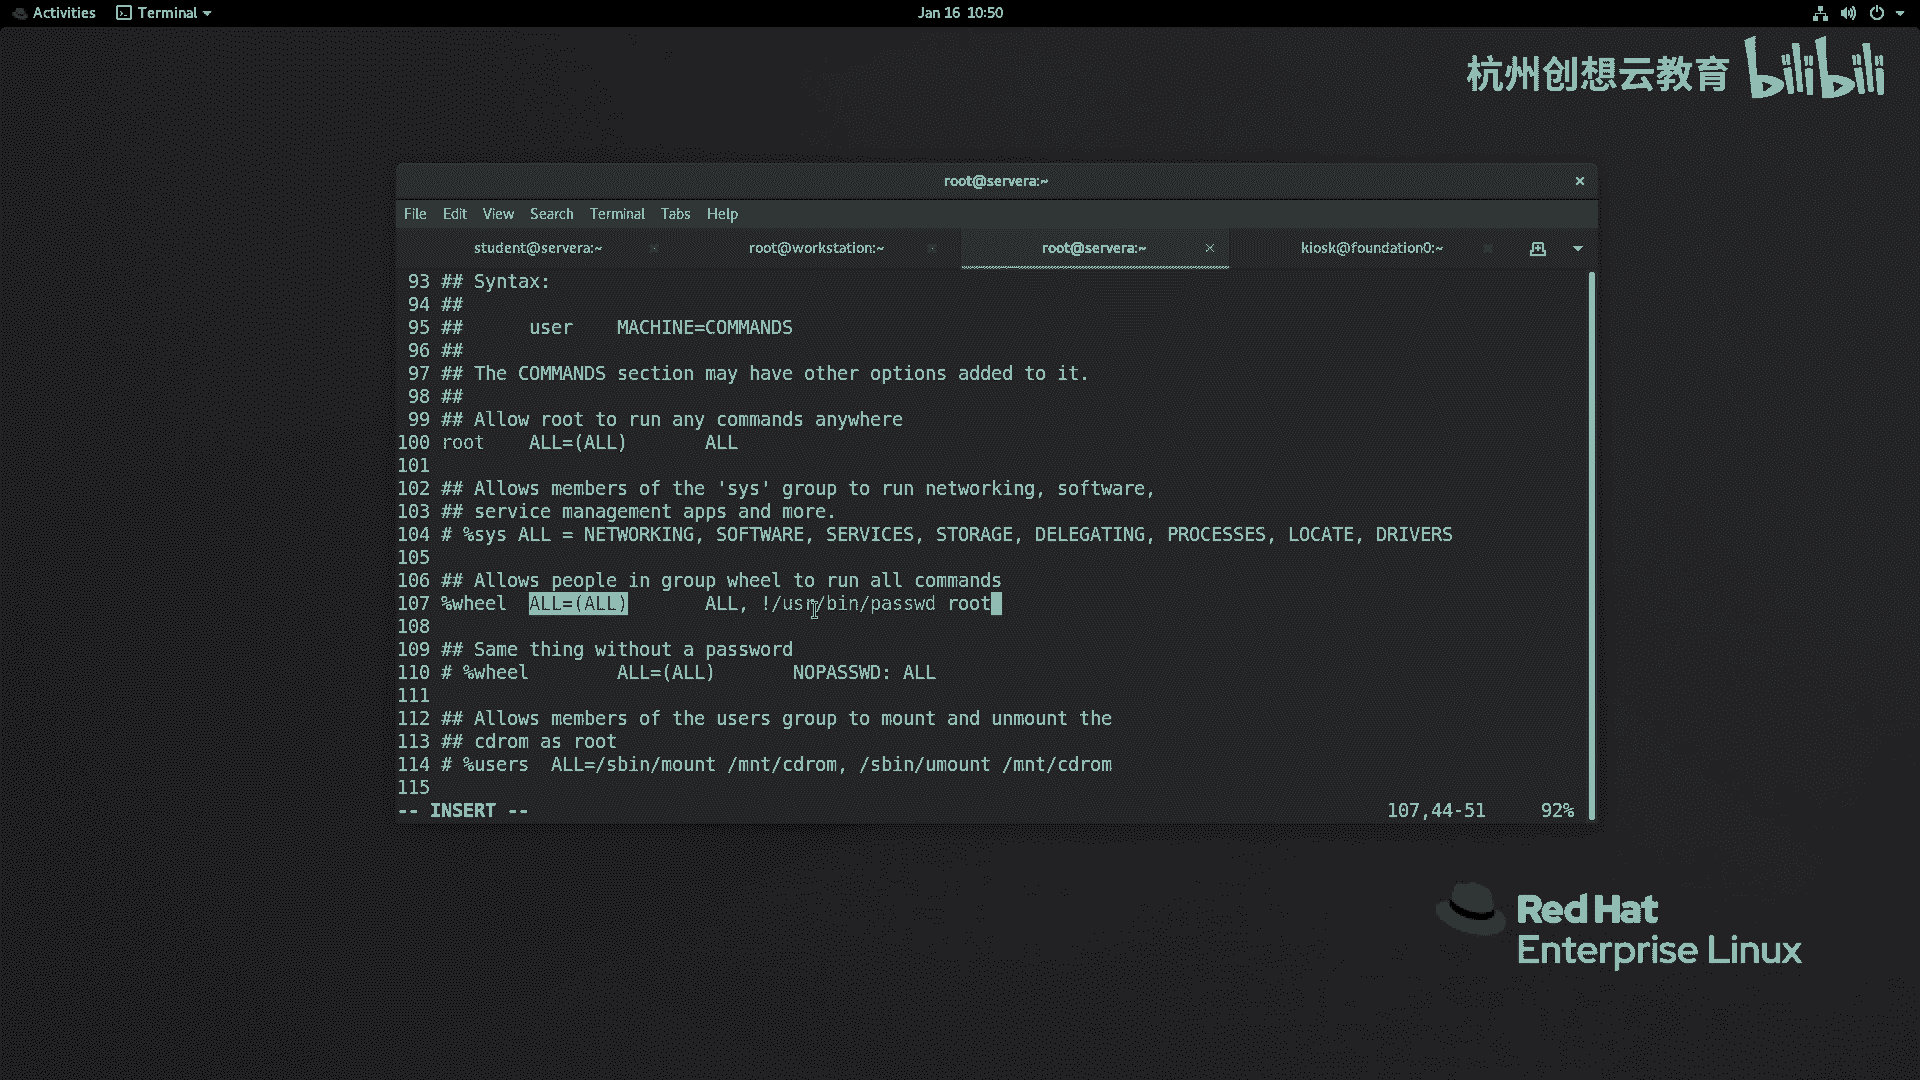 Activities Terminal Jan 16 10:50
杭州创想云教育 bilibili
root@servera:~
File Edit View Search Terminal Tabs Help
student@servera:~ root@workstation:~ root@servera:~ kiosk@foundation0:~
93 ## Syntax:
94 ##
95 ## user MACHINE=COMMANDS
96 ##
97 ## The COMMANDS section may have other options added to it.
98 ##
99 ## Allow root to run any commands anywhere
100 root ALL=(ALL) ALL
101
102 ## Allows members of the 'sys' group to run networking, software,
103 ## service management apps and more.
104 # %sys ALL = NETWORKING, SOFTWARE, SERVICES, STORAGE, DELEGATING, PROCESSES, LOCATE, DRIVERS
105
106 ## Allows people in group wheel to run all commands
107 %wheel ALL=(ALL) ALL, !/usr/bin/passwd root
108
109 ## Same thing without a password
110 # %wheel ALL=(ALL) NOPASSWD: ALL
111
112 ## Allows members of the users group to mount and unmount the
113 ## cdrom as root
114 # %users ALL=/sbin/mount /mnt/cdrom, /sbin/umount /mnt/cdrom
115
-- INSERT -- 107,44-51 92%
Red Hat
Enterprise Linux